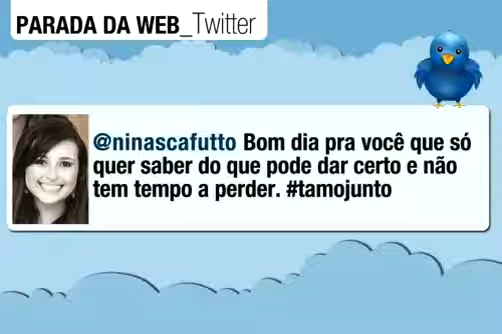 PARADA DA WEB_Twitter
@ninascafutto Bom dia pra você que só
quer saber do que pode dar certo e não
tem tempo a perder. #tamojunto